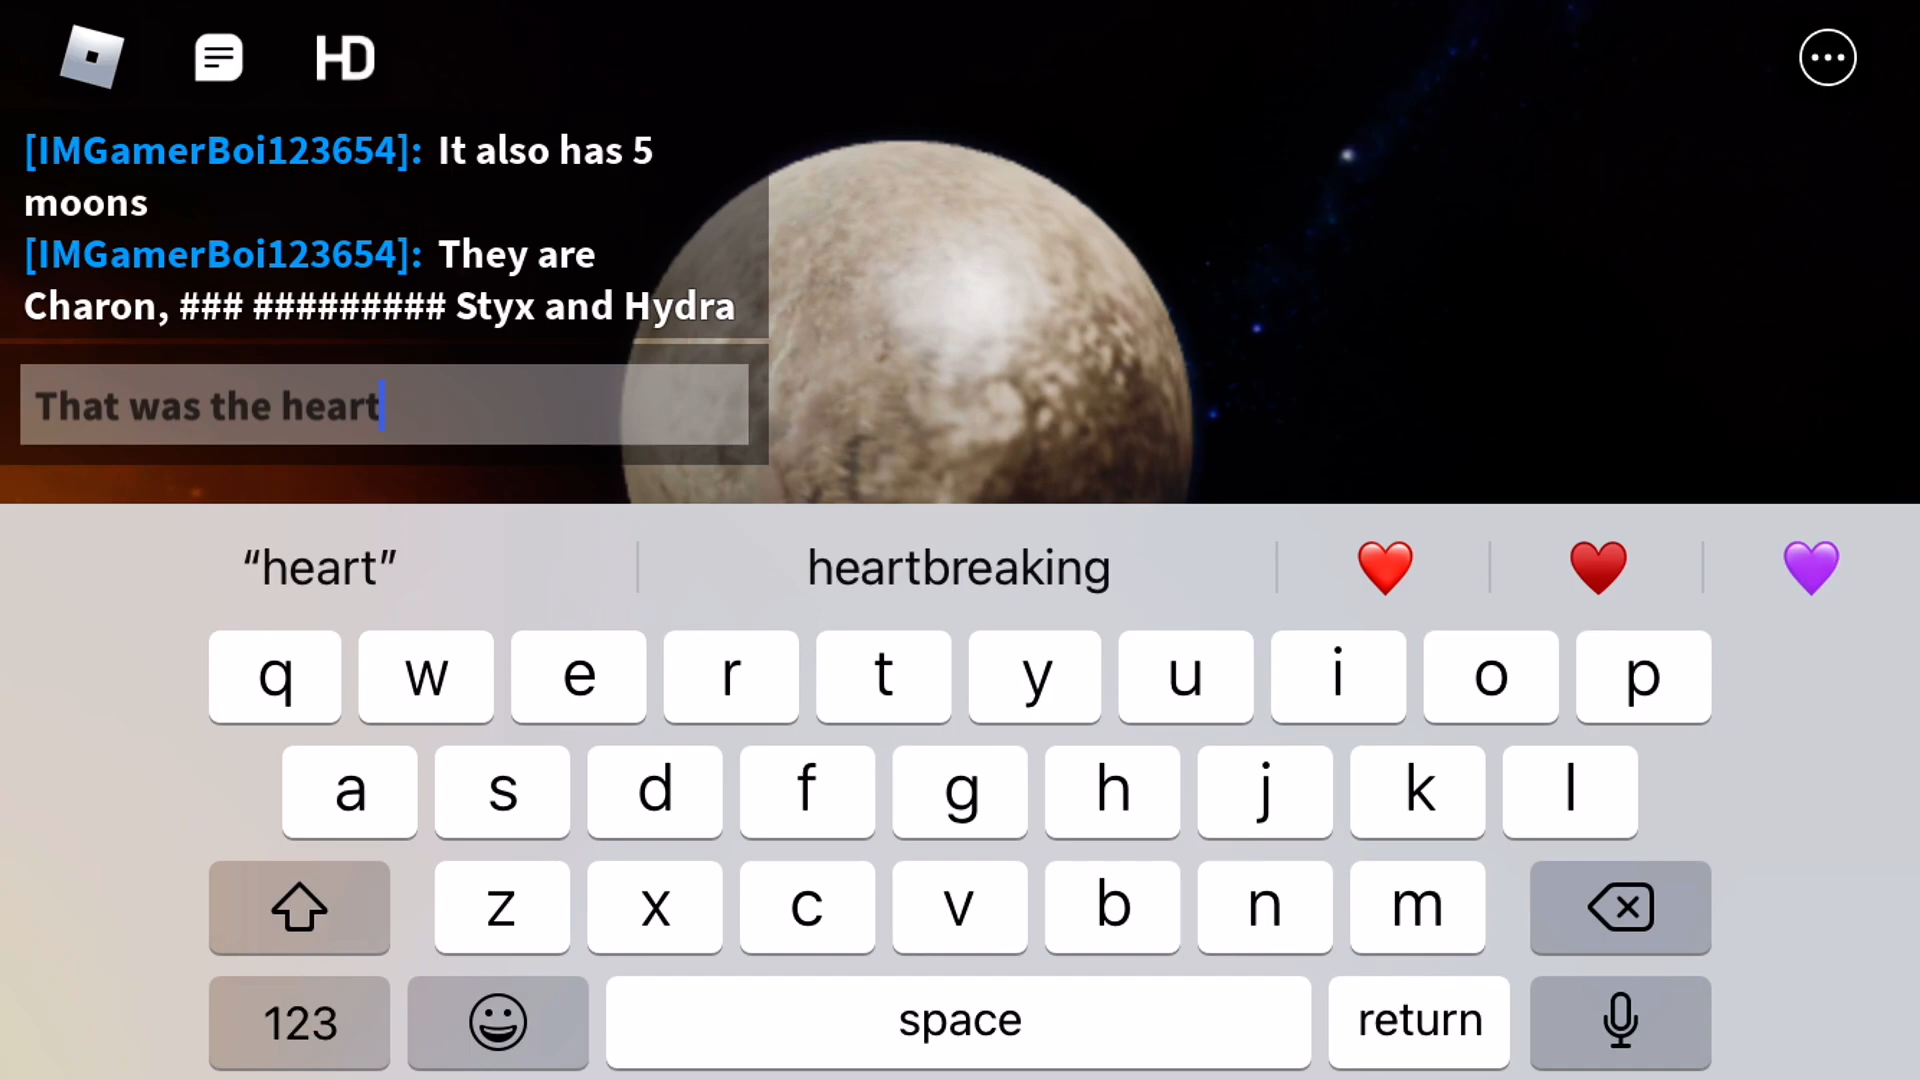 HD
[IMGamerBoi123654]: It also has 5
moons
[IMGamerBoi123654]: They are
Charon, ### ######### Styx and Hydra
That was the heart
“heart” heartbreaking
q w e r t y u i o p
a s d f g h j k l
z x c v b n m
123 space return